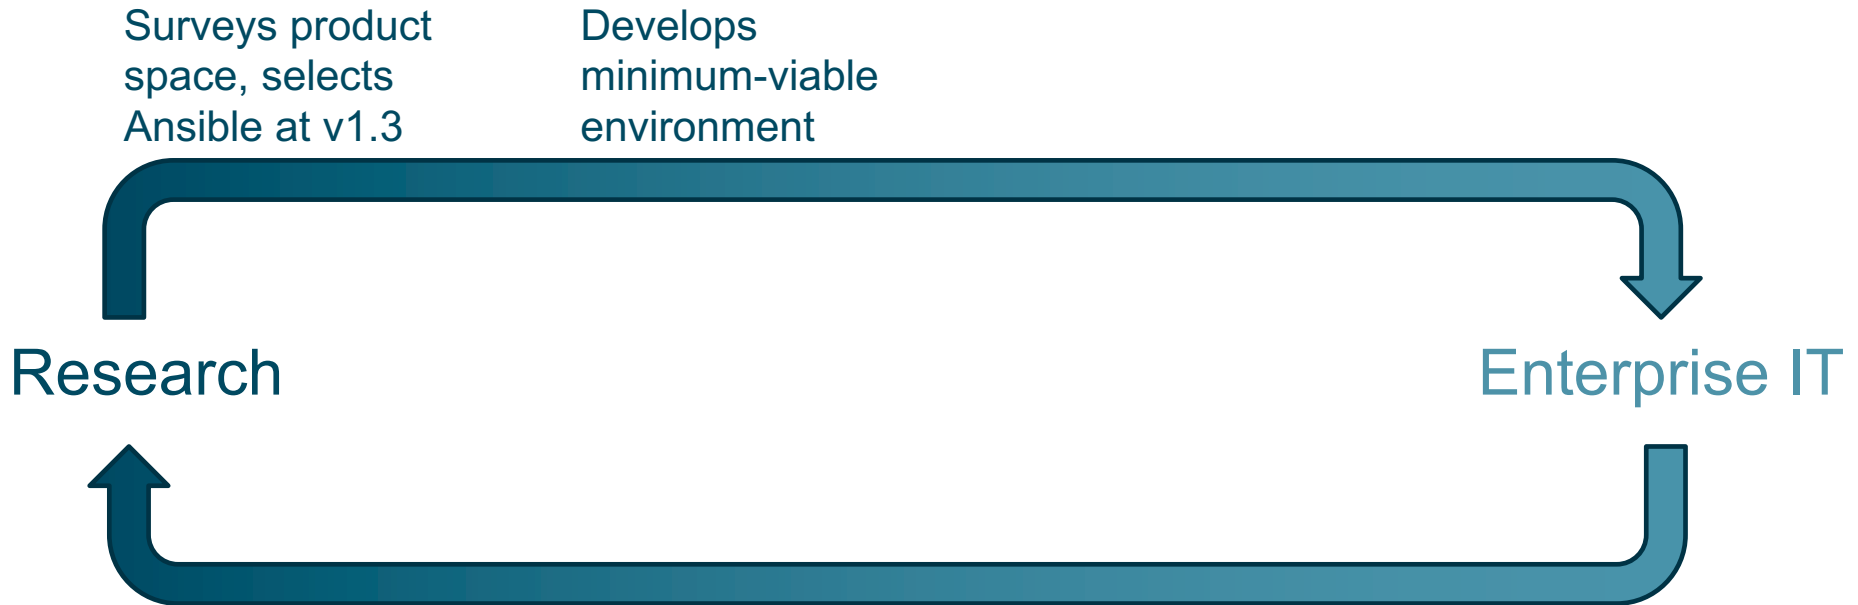 Surveys product
space, selects
Ansible at v1.3
Develops
minimum-viable
environment
Research
Enterprise IT